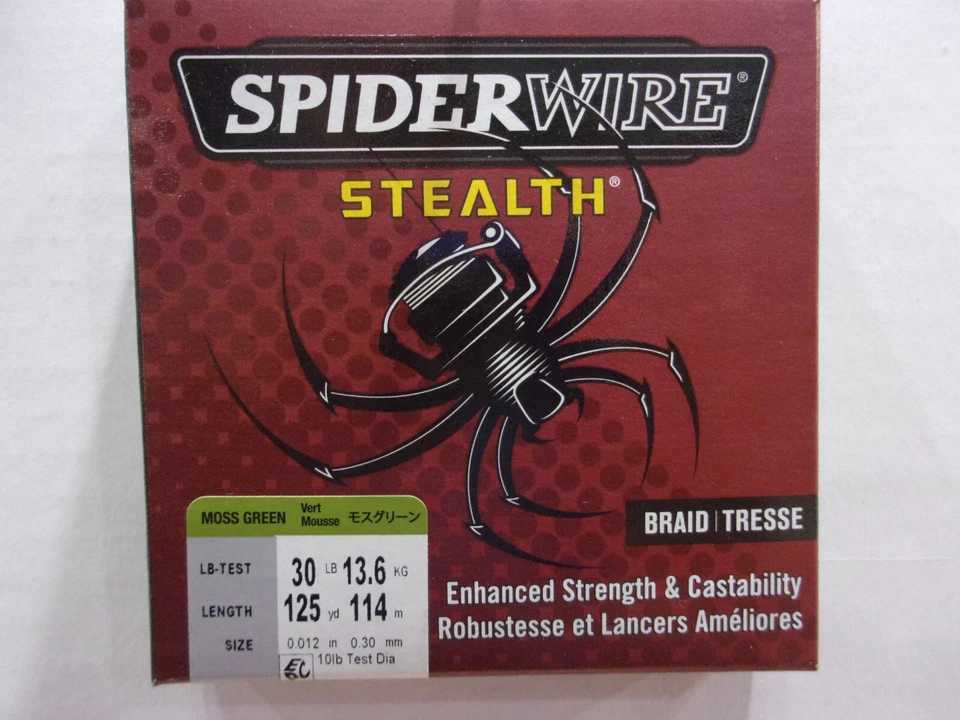 SPIDERWIRE®
STEALTH®
BRAID | TRESSE
Enhanced Strength & Castability
Robustesse et Lancers Améliores
MOSS GREEN Vert Mousse モスグリーン
LB-TEST 30 LB 13.6 KG
LENGTH 125 yd 114 m
SIZE 0.012 in 0.30 mm
10lb Test Dia